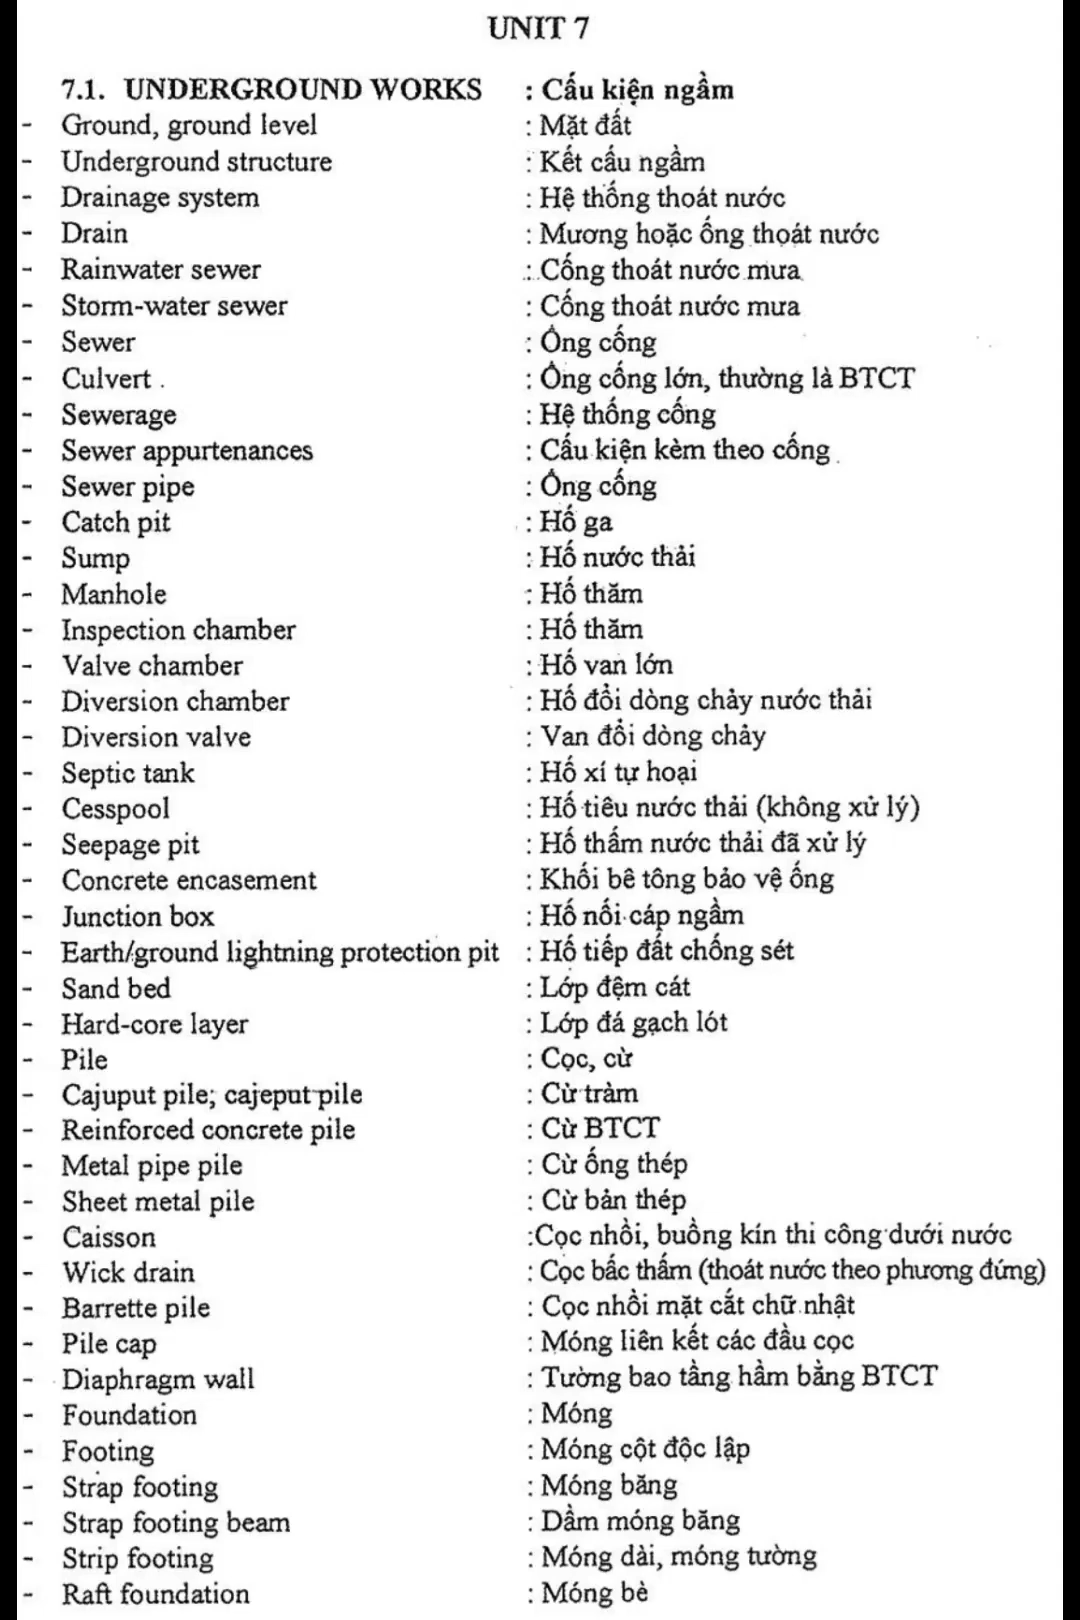 UNIT 7
7.1. UNDERGROUND WORKS : Cấu kiện ngầm
- Ground, ground level : Mặt đất
- Underground structure : Kết cấu ngầm
- Drainage system : Hệ thống thoát nước
- Drain : Mương hoặc ống thoát nước
- Rainwater sewer : Cống thoát nước mưa
- Storm-water sewer : Cống thoát nước mưa
- Sewer : Ống cống
- Culvert : Ống cống lớn, thường là BTCT
- Sewerage : Hệ thống cống
- Sewer appurtenances : Cấu kiện kèm theo cống
- Sewer pipe : Ống cống
- Catch pit : Hố ga
- Sump : Hố nước thải
- Manhole : Hố thăm
- Inspection chamber : Hố thăm
- Valve chamber : Hố van lớn
- Diversion chamber : Hố đổi dòng chảy nước thải
- Diversion valve : Van đổi dòng chảy
- Septic tank : Hố xí tự hoại
- Cesspool : Hố tiêu nước thải (không xử lý)
- Seepage pit : Hố thấm nước thải đã xử lý
- Concrete encasement : Khối bê tông bảo vệ ống
- Junction box : Hố nối cáp ngầm
- Earth/ground lightning protection pit : Hố tiếp đất chống sét
- Sand bed : Lớp đệm cát
- Hard-core layer : Lớp đá gạch lót
- Pile : Cọc, cừ
- Cajuput pile; cajeput pile : Cừ tràm
- Reinforced concrete pile : Cừ BTCT
- Metal pipe pile : Cừ ống thép
- Sheet metal pile : Cừ bản thép
- Caisson :Cọc nhồi, buồng kín thi công dưới nước
- Wick drain : Cọc bấc thấm (thoát nước theo phương đứng)
- Barrette pile : Cọc nhồi mặt cắt chữ nhật
- Pile cap : Móng liên kết các đầu cọc
- Diaphragm wall : Tường bao tầng hầm bằng BTCT
- Foundation : Móng
- Footing : Móng cột độc lập
- Strap footing : Móng băng
- Strap footing beam : Dầm móng băng
- Strip footing : Móng dài, móng tường
- Raft foundation : Móng bè